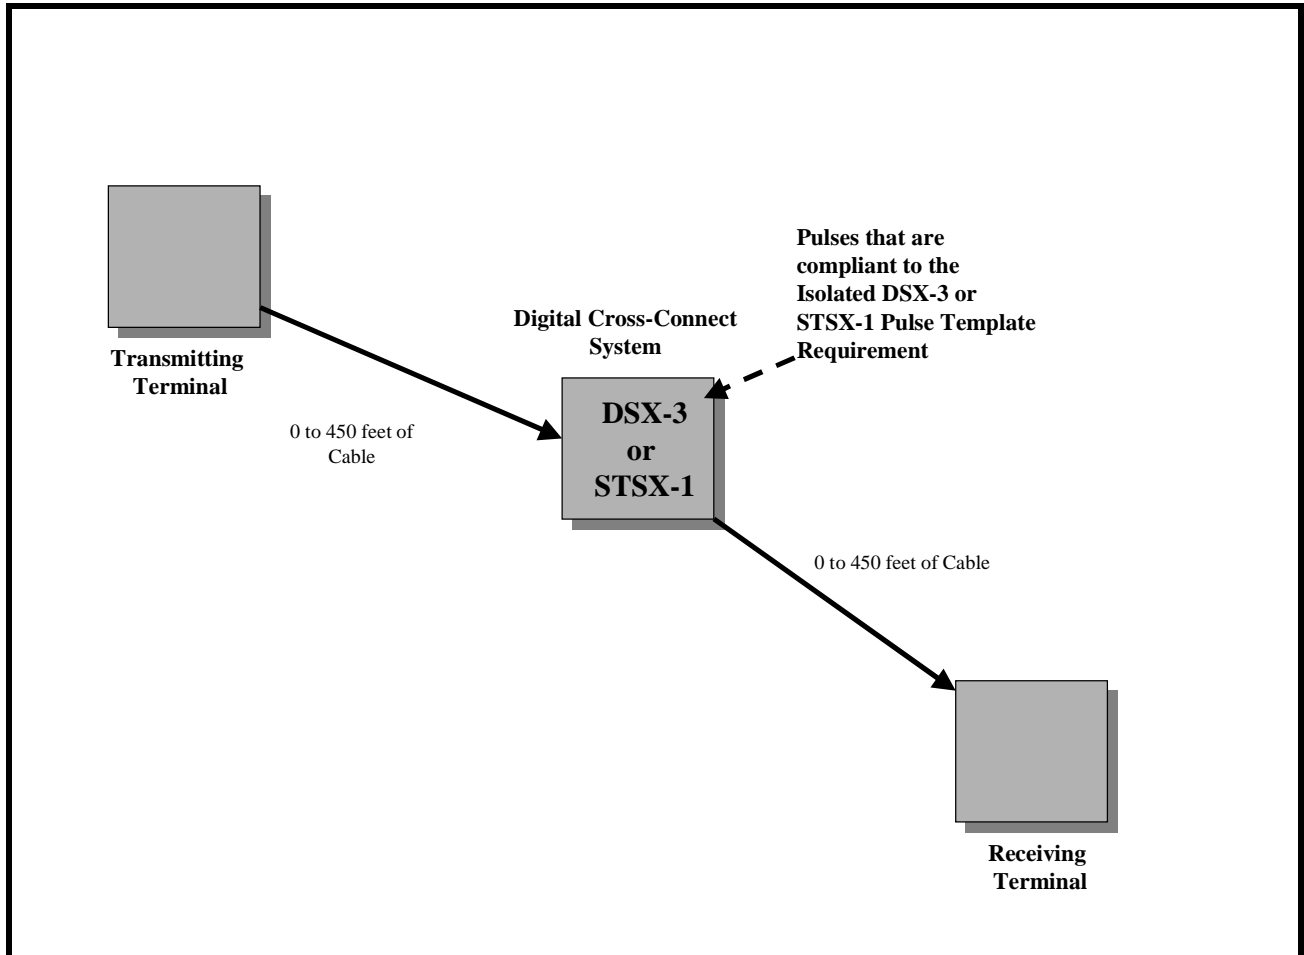 Pulses that are
compliant to the
Isolated DSX-3 or
STSX-1 Pulse Template
Requirement
Digital Cross-Connect
System
Transmitting
Terminal
DSX-3
or
STSX-1
0 to 450 feet of
Cable
0 to 450 feet of Cable
Receiving
Terminal